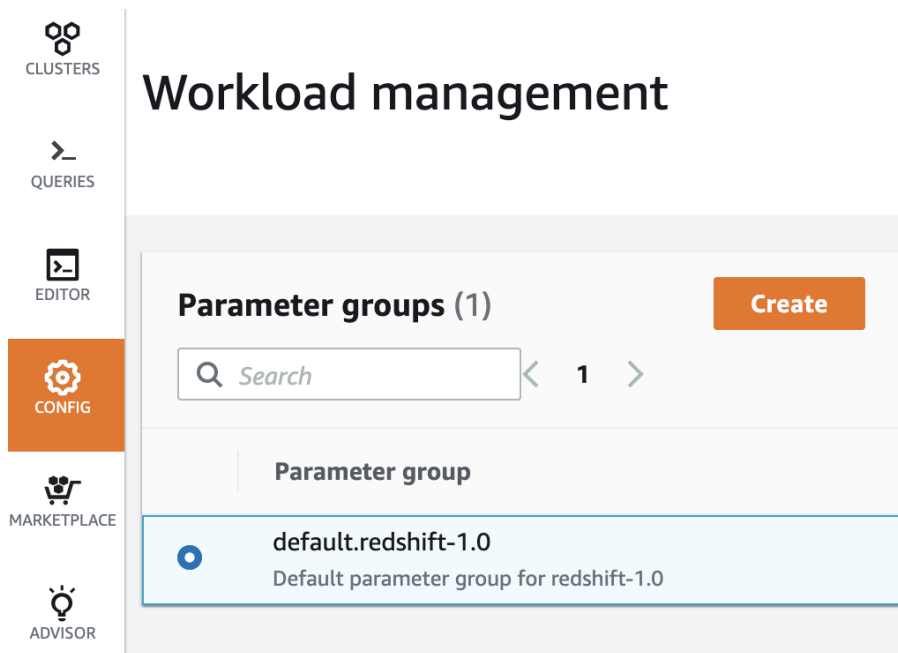 CLUSTERS
QUERIES
EDITOR
CONFIG
MARKETPLACE
ADVISOR
Workload management
Parameter groups (1)
Create
Search
1
Parameter group
default.redshift-1.0
Default parameter group for redshift-1.0